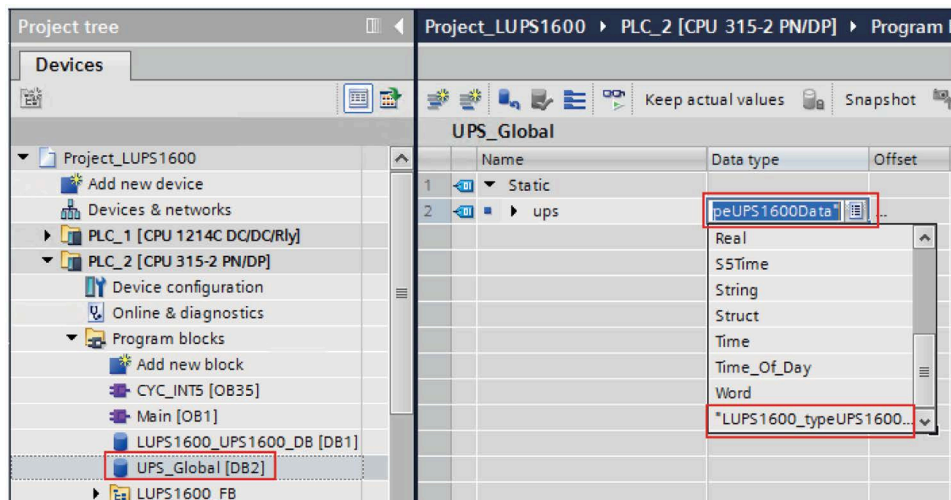 Project tree
Devices
Project_LUPS1600
Add new device
Devices & networks
PLC_1 [CPU 1214C DC/DC/Rly]
PLC_2 [CPU 315-2 PN/DP]
Device configuration
Online & diagnostics
Program blocks
Add new block
CYC_INT5 [OB35]
Main [OB1]
LUPS1600_UPS1600_DB [DB1]
UPS_Global [DB2]
LUPS1600_FB
Project_LUPS1600 PLC_2 [CPU 315-2 PN/DP] Program
Keep actual values Snapshot
UPS_Global
Name Data type Offset
1 Static
2 ups peUPS1600Data" ...
Real
S5Time
String
Struct
Time
Time_Of_Day
Word
"LUPS1600_typeUPS1600...